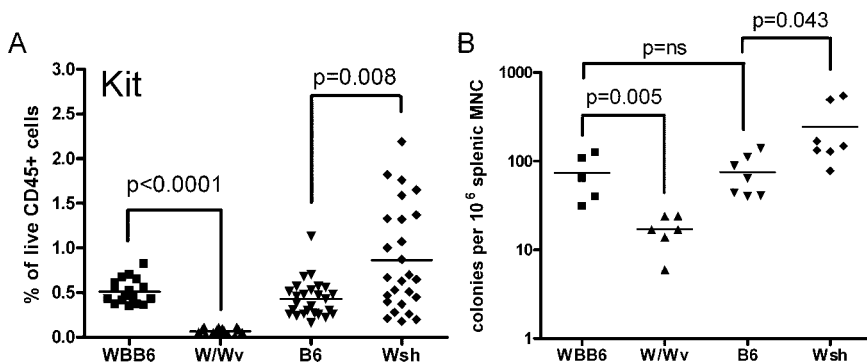 A
Kit
p<0.0001
p=0.008
% of live CD45+ cells
3.0
2.5
2.0
1.5
1.0
0.5
0.0
WBB6 W/Wv B6 Wsh
B
p=0.043
p=ns
p=0.005
colonies per 10⁶ splenic MNC
1000
100
10
1
WBB6 W/Wv B6 Wsh